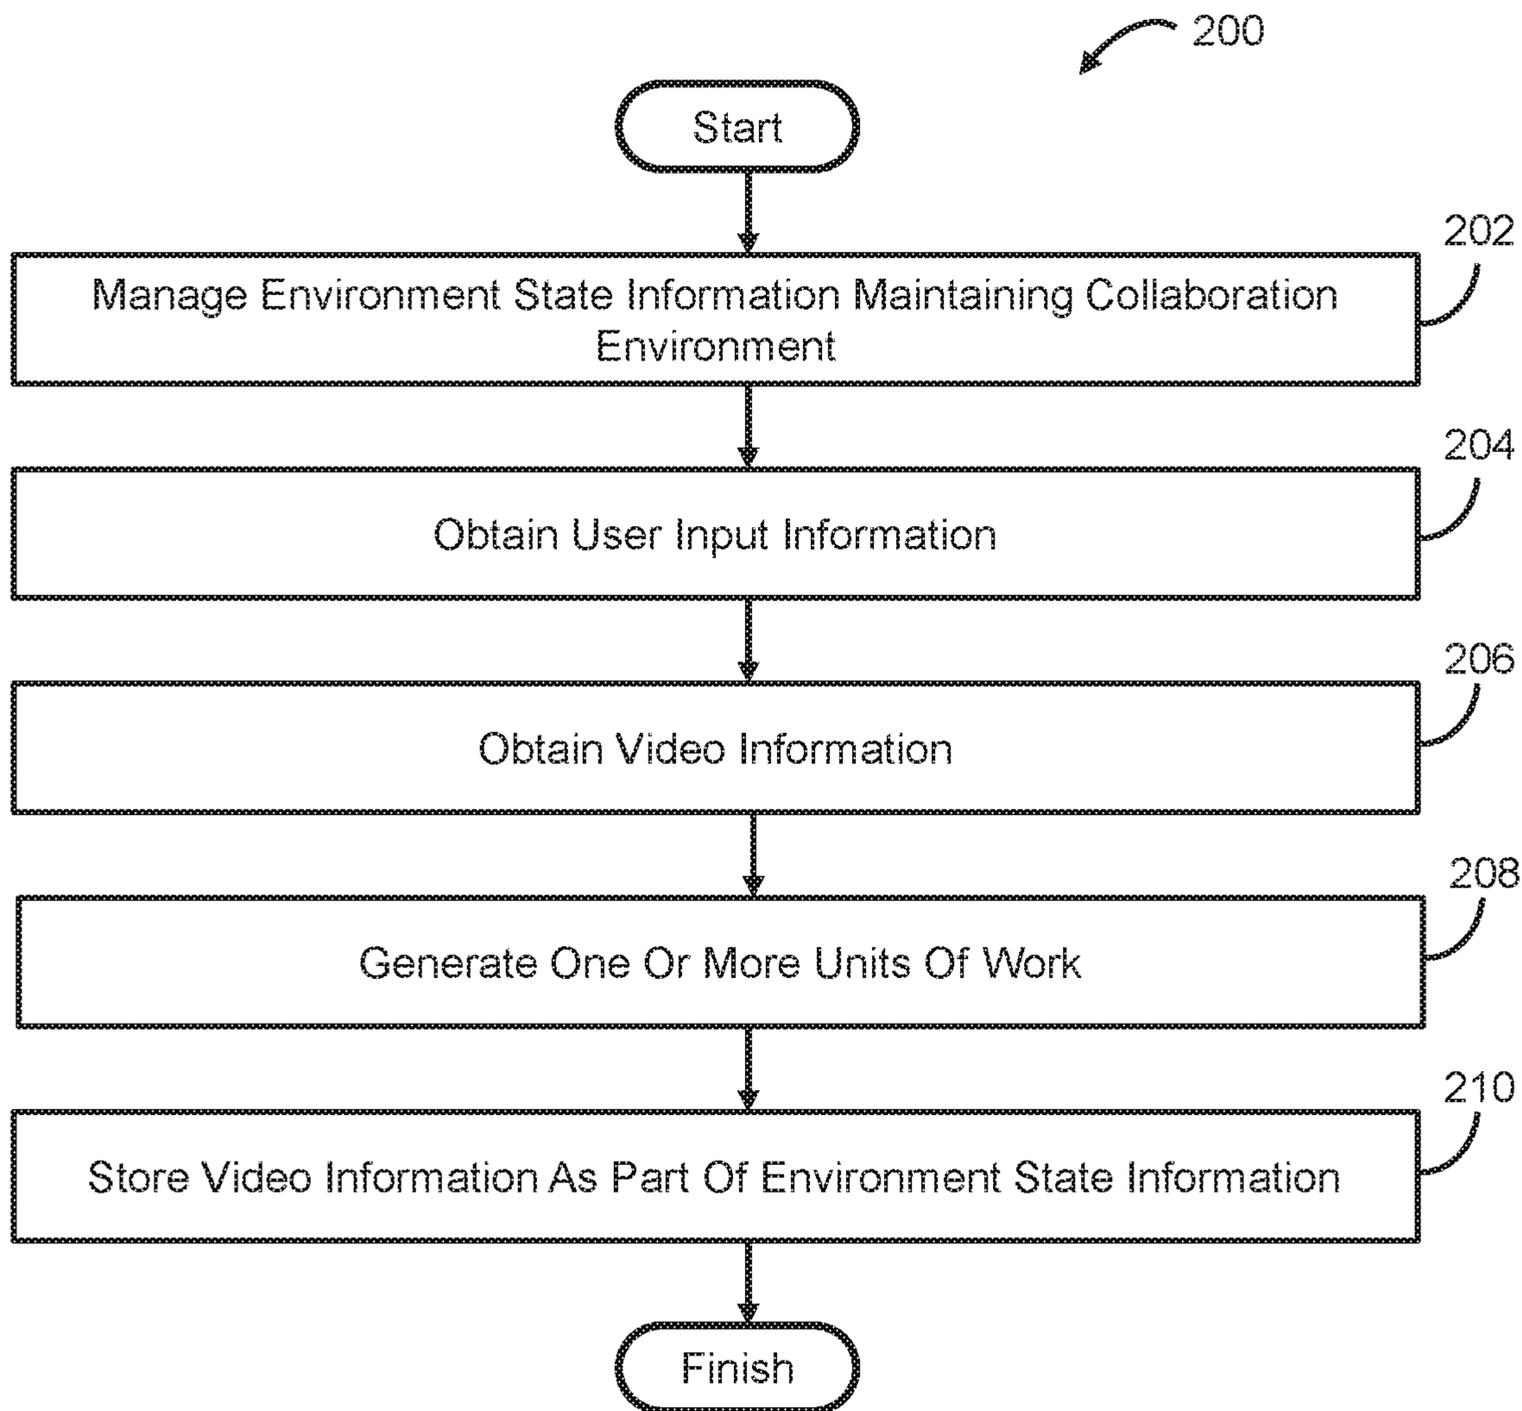 200
Start
202
Manage Environment State Information Maintaining Collaboration
Environment
204
Obtain User Input Information
206
Obtain Video Information
208
Generate One Or More Units Of Work
210
Store Video Information As Part Of Environment State Information
Finish